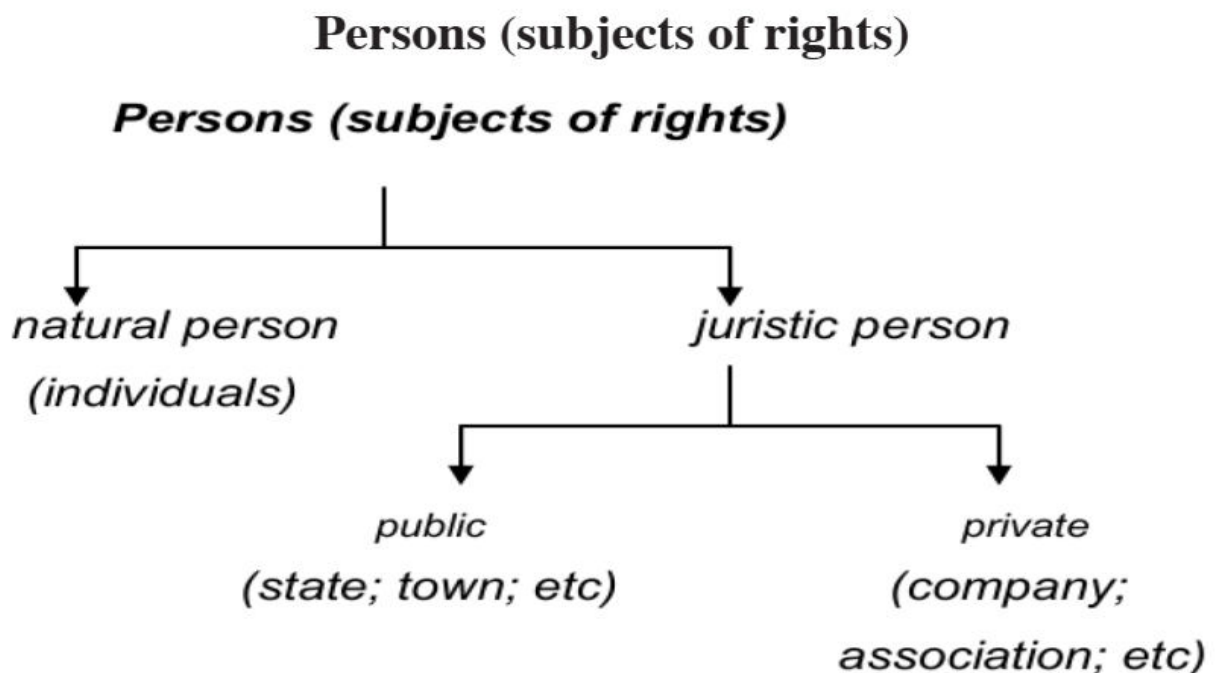 Persons (subjects of rights)
Persons (subjects of rights)
natural person
(individuals)
juristic person
public
(state; town; etc)
private
(company;
association; etc)